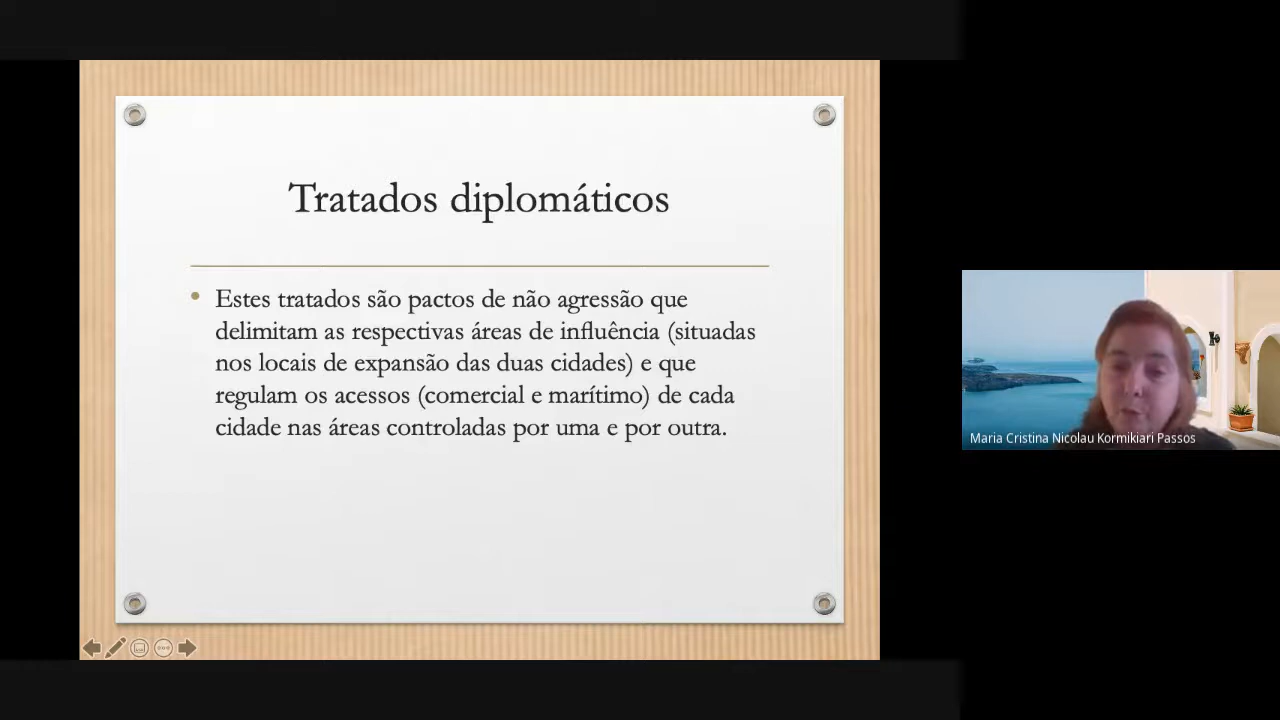 Tratados diplomáticos
• Estes tratados são pactos de não agressão que
delimitam as respectivas áreas de influência (situadas
nos locais de expansão das duas cidades) e que
regulam os acessos (comercial e marítimo) de cada
cidade nas áreas controladas por uma e por outra.
Maria Cristina Nicolau Kormikiari Passos